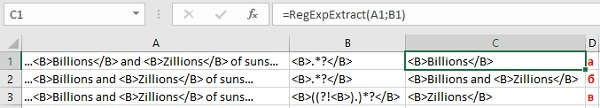 C1 fx =RegExpExtract(A1;B1)
A B C D
1 ...<B>Billions</B> and <B>Zillions</B> of suns... <B>.*?</B> <B>Billions</B> а
2 ...<B>Billions and <B>Zillions</B> of suns... <B>.*?</B> <B>Billions and <B>Zillions</B> б
3 ...<B>Billions and <B>Zillions</B> of suns... <B>((?!<B>).)*?</B> <B>Zillions</B> в